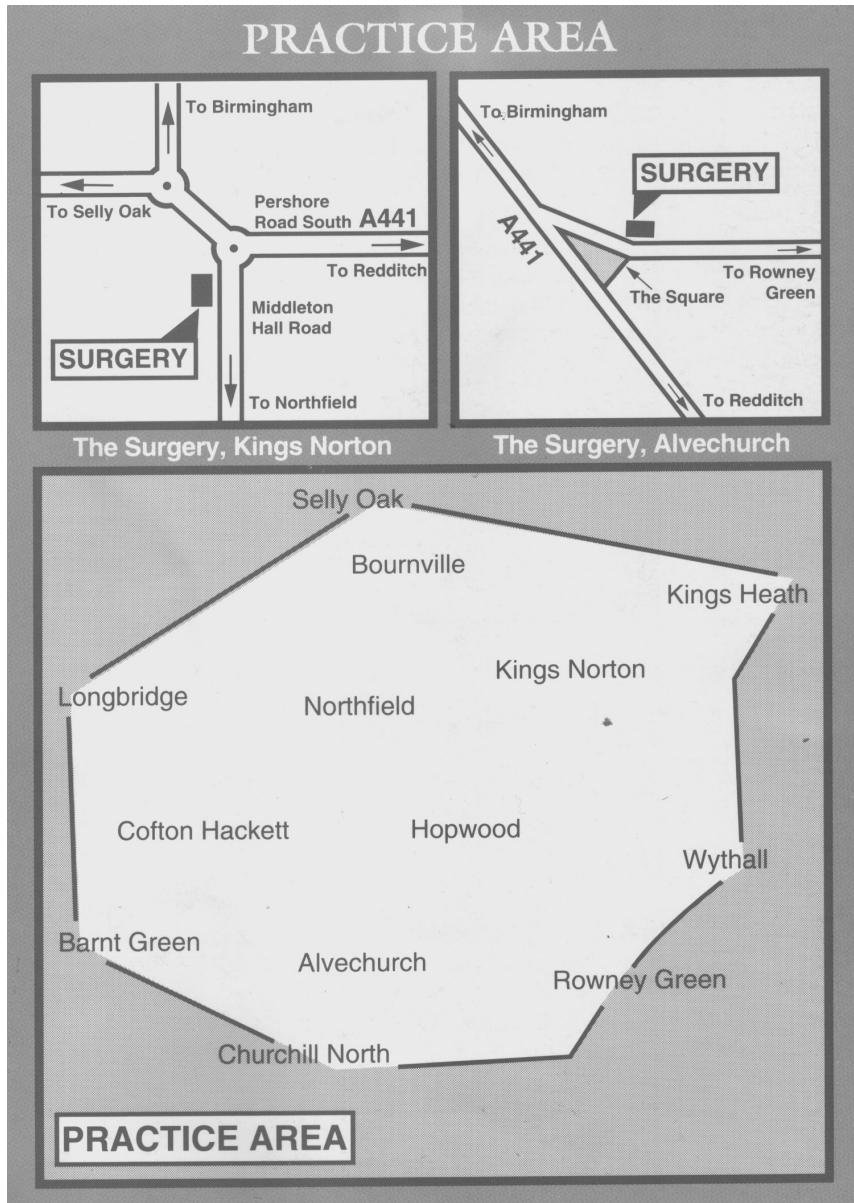 PRACTICE AREA
To Birmingham
To Selly Oak
Pershore
Road South A441
To Redditch
Middleton
Hall Road
SURGERY
To Northfield
The Surgery, Kings Norton
To Birmingham
SURGERY
A441
To Rowney
Green
The Square
To Redditch
The Surgery, Alvechurch
Selly Oak
Bournville
Kings Heath
Kings Norton
Longbridge
Northfield
Cofton Hackett
Hopwood
Wythall
Barnt Green
Alvechurch
Rowney Green
Churchill North
PRACTICE AREA